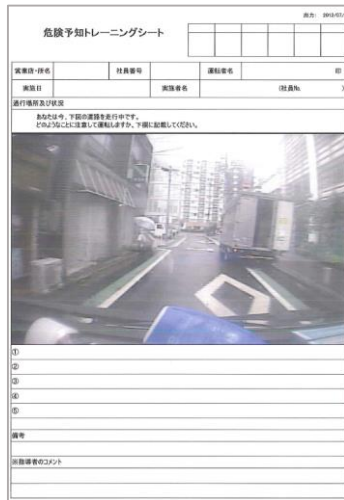 危険予知トレーニングシート
営業店・所名
社員番号
運転者名
印
実施日
実施者名
(社員No. )
走行場所及び状況
あなたは今、下図の道路を走行中です。
どのようなことに注意して運転しますか、下欄に記載してください。
①
②
③
④
⑤
備考
※指導者のコメント